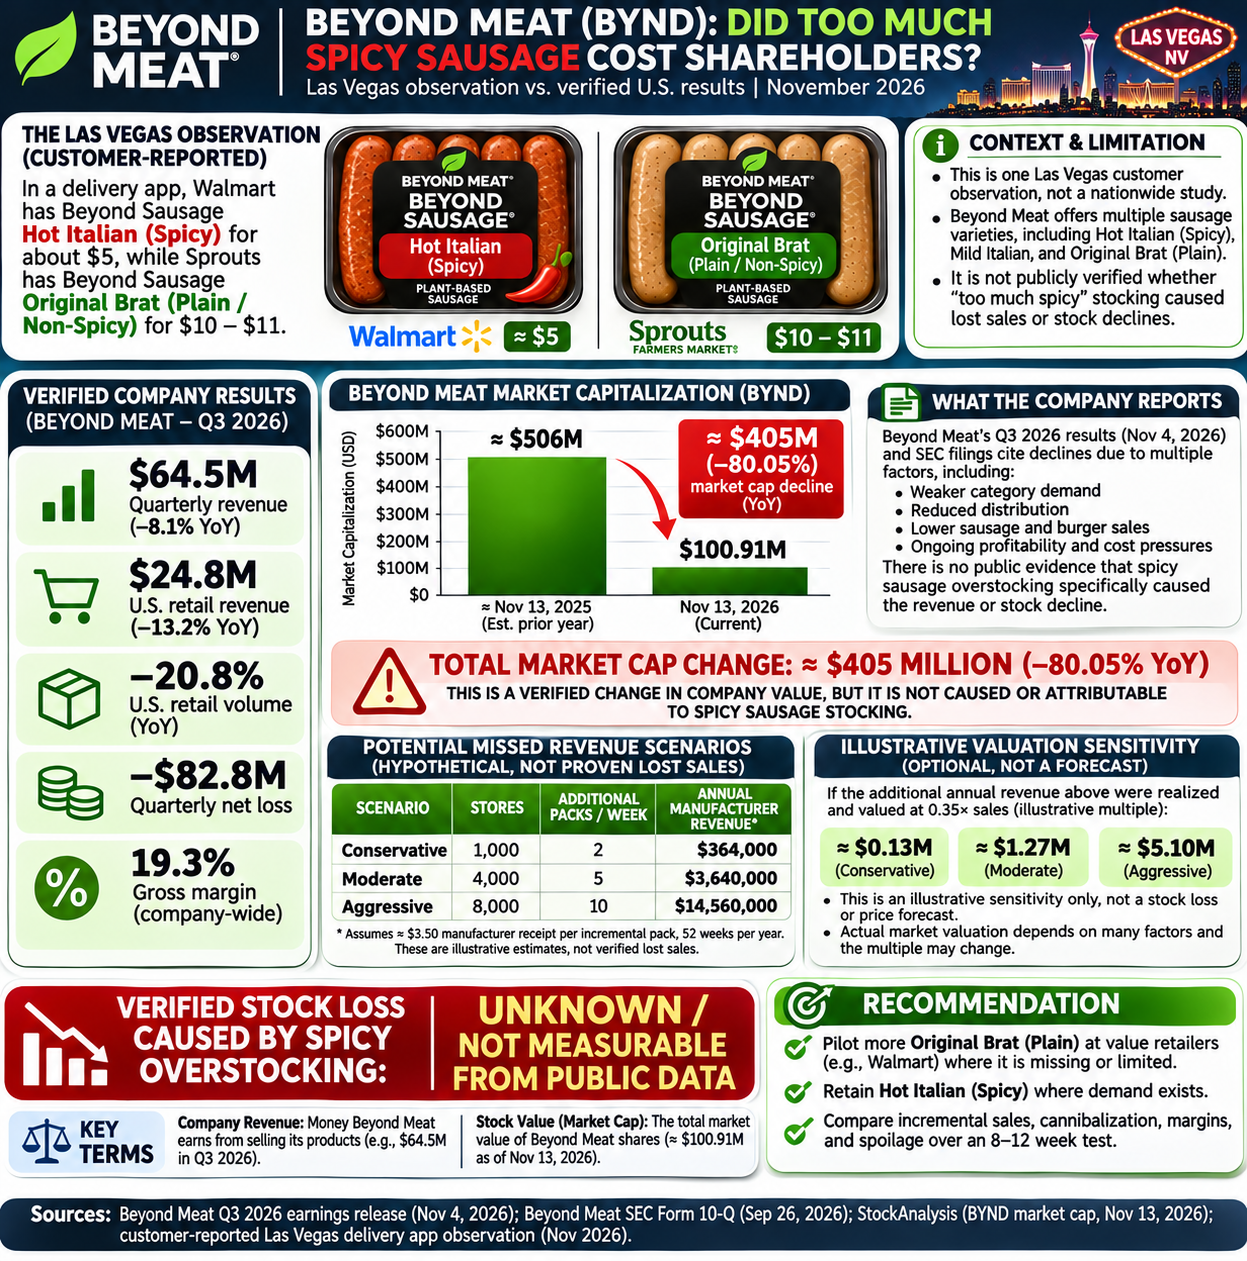 BEYOND MEAT®
BEYOND MEAT (BYND): DID TOO MUCH
SPICY SAUSAGE COST SHAREHOLDERS?
Las Vegas observation vs. verified U.S. results | November 2026
LAS VEGAS
NV
THE LAS VEGAS OBSERVATION
(CUSTOMER-REPORTED)
In a delivery app, Walmart
has Beyond Sausage
Hot Italian (Spicy) for
about $5, while Sprouts
has Beyond Sausage
Original Brat (Plain /
Non-Spicy) for $10 – $11.
BEYOND MEAT®
BEYOND
SAUSAGE®
Hot Italian
(Spicy)
PLANT-BASED
SAUSAGE
Walmart
≈ $5
BEYOND MEAT®
BEYOND
SAUSAGE®
Original Brat
(Plain / Non-Spicy)
PLANT-BASED
SAUSAGE
Sprouts
FARMERS MARKET
$10 – $11
i
CONTEXT & LIMITATION
• This is one Las Vegas customer
observation, not a nationwide study.
• Beyond Meat offers multiple sausage
varieties, including Hot Italian (Spicy),
Mild Italian, and Original Brat (Plain).
• It is not publicly verified whether
"too much spicy" stocking caused
lost sales or stock declines.
VERIFIED COMPANY RESULTS
(BEYOND MEAT – Q3 2026)
$64.5M
Quarterly revenue
(–8.1% YoY)
$24.8M
U.S. retail revenue
(–13.2% YoY)
–20.8%
U.S. retail volume
(YoY)
–$82.8M
Quarterly net loss
%
19.3%
Gross margin
(company-wide)
BEYOND MEAT MARKET CAPITALIZATION (BYND)
Market Capitalization (USD)
$600M
$500M
$400M
$300M
$200M
$100M
$0
≈ $506M
≈ $405M
(–80.05%)
market cap decline
(YoY)
$100.91M
≈ Nov 13, 2025
(Est. prior year)
Nov 13, 2026
(Current)
WHAT THE COMPANY REPORTS
Beyond Meat's Q3 2026 results (Nov 4, 2026)
and SEC filings cite declines due to multiple
factors, including:
• Weaker category demand
• Reduced distribution
• Lower sausage and burger sales
• Ongoing profitability and cost pressures
There is no public evidence that spicy
sausage overstocking specifically caused
the revenue or stock decline.
TOTAL MARKET CAP CHANGE: ≈ $405 MILLION (–80.05% YoY)
THIS IS A VERIFIED CHANGE IN COMPANY VALUE, BUT IT IS NOT CAUSED OR ATTRIBUTABLE
TO SPICY SAUSAGE STOCKING.
POTENTIAL MISSED REVENUE SCENARIOS
(HYPOTHETICAL, NOT PROVEN LOST SALES)
SCENARIO STORES ADDITIONAL PACKS / WEEK ANNUAL MANUFACTURER REVENUE*
Conservative 1,000 2 $364,000
Moderate 4,000 5 $3,640,000
Aggressive 8,000 10 $14,560,000
* Assumes ≈ $3.50 manufacturer receipt per incremental pack, 52 weeks per year.
These are illustrative estimates, not verified lost sales.
ILLUSTRATIVE VALUATION SENSITIVITY
(OPTIONAL, NOT A FORECAST)
If the additional annual revenue above were realized
and valued at 0.35× sales (illustrative multiple):
≈ $0.13M
(Conservative)
≈ $1.27M
(Moderate)
≈ $5.10M
(Aggressive)
• This is an illustrative sensitivity only, not a stock loss
or price forecast.
• Actual market valuation depends on many factors and
the multiple may change.
VERIFIED STOCK LOSS
CAUSED BY SPICY
OVERSTOCKING:
UNKNOWN /
NOT MEASURABLE
FROM PUBLIC DATA
RECOMMENDATION
Pilot more Original Brat (Plain) at value retailers
(e.g., Walmart) where it is missing or limited.
Retain Hot Italian (Spicy) where demand exists.
Compare incremental sales, cannibalization, margins,
and spoilage over an 8–12 week test.
KEY
TERMS
Company Revenue: Money Beyond Meat
earns from selling its products (e.g., $64.5M
in Q3 2026).
Stock Value (Market Cap): The total market
value of Beyond Meat shares (≈ $100.91M
as of Nov 13, 2026).
Sources: Beyond Meat Q3 2026 earnings release (Nov 4, 2026); Beyond Meat SEC Form 10-Q (Sep 26, 2026); StockAnalysis (BYND market cap, Nov 13, 2026);
customer-reported Las Vegas delivery app observation (Nov 2026).